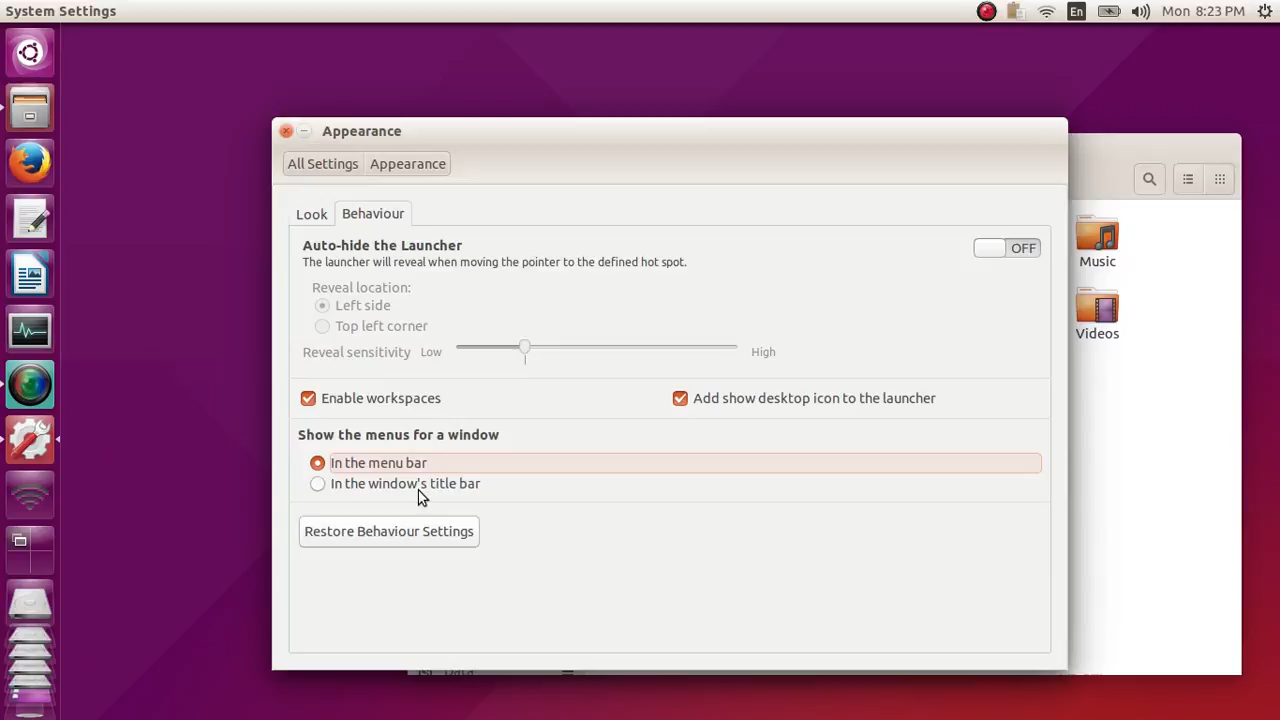 System Settings
En
Mon 8:23 PM
Appearance
All Settings
Appearance
Look
Behaviour
Auto-hide the Launcher
OFF
The launcher will reveal when moving the pointer to the defined hot spot.
Reveal location:
Left side
Top left corner
Reveal sensitivity
Low
High
Enable workspaces
Add show desktop icon to the launcher
Show the menus for a window
In the menu bar
In the window's title bar
Restore Behaviour Settings
Music
Videos